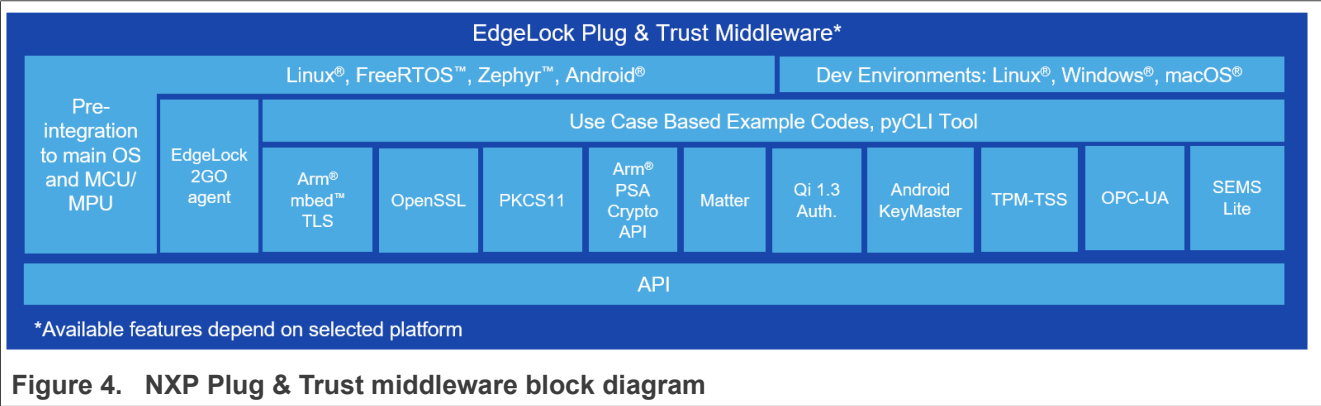 EdgeLock Plug & Trust Middleware*
Linux®, FreeRTOS™, Zephyr™, Android®
Dev Environments: Linux®, Windows®, macOS®
Pre-
integration
to main OS
and MCU/
MPU
EdgeLock
2GO
agent
Use Case Based Example Codes, pyCLI Tool
Arm®
mbed™
TLS
OpenSSL
PKCS11
Arm®
PSA
Crypto
API
Matter
Qi 1.3
Auth.
Android
KeyMaster
TPM-TSS
OPC-UA
SEMS
Lite
API
*Available features depend on selected platform
Figure 4. NXP Plug & Trust middleware block diagram